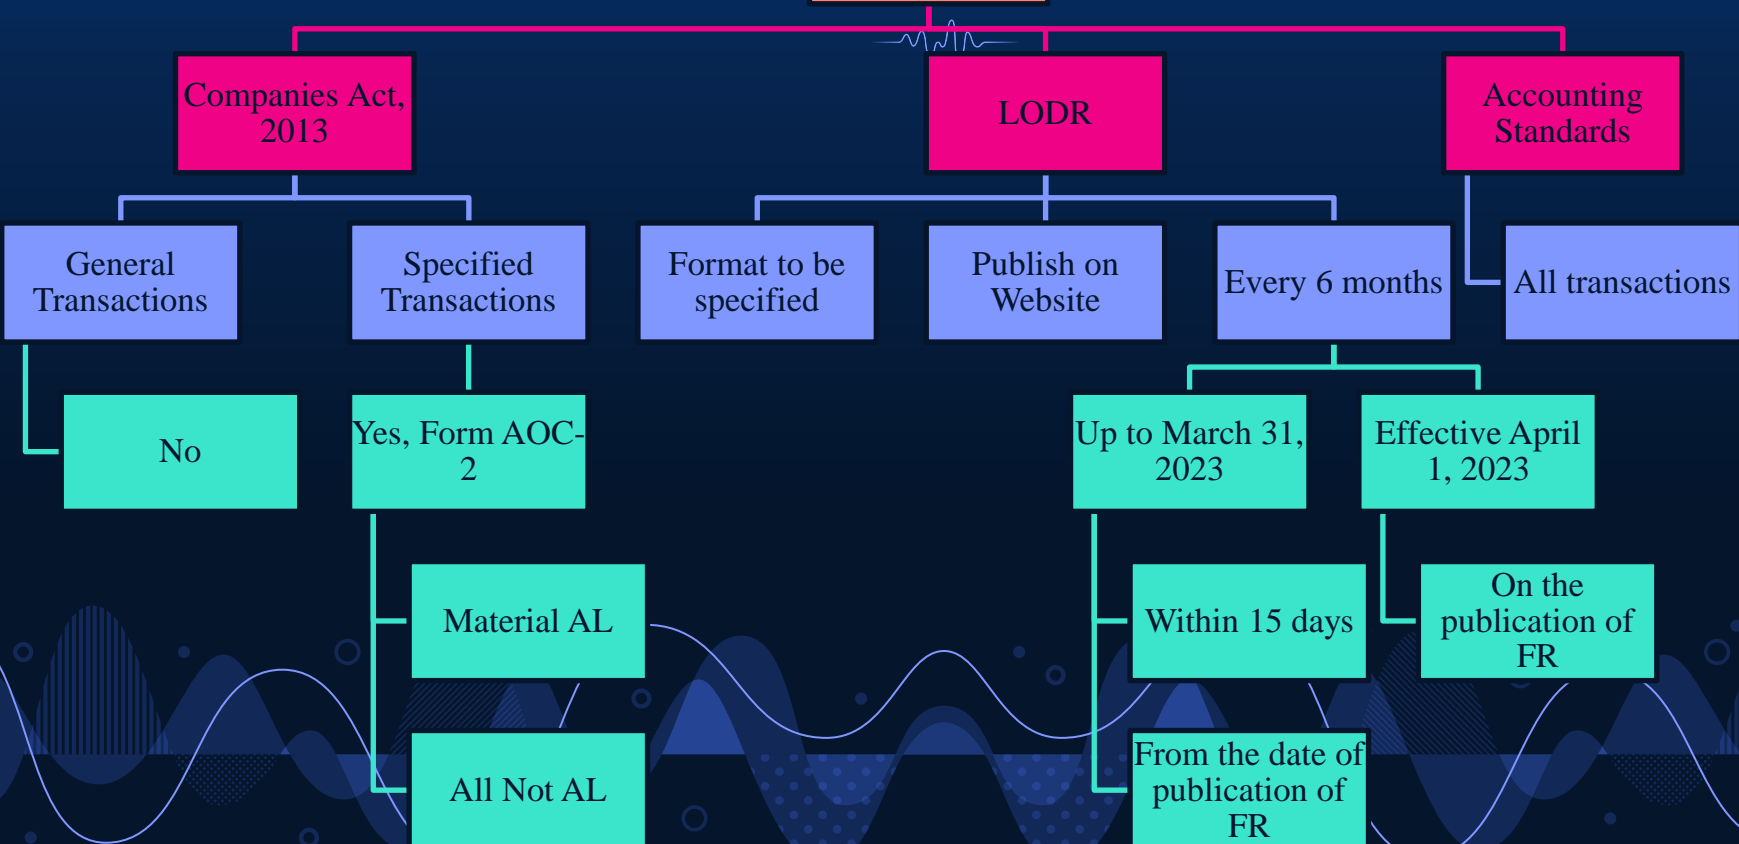 Companies Act,
2013
LODR
Accounting
Standards
General
Transactions
Specified
Transactions
Format to be
specified
Publish on
Website
Every 6 months
All transactions
No
Yes, Form AOC-
2
Up to March 31,
2023
Effective April
1, 2023
Material AL
Within 15 days
On the
publication of
FR
All Not AL
From the date of
publication of
FR